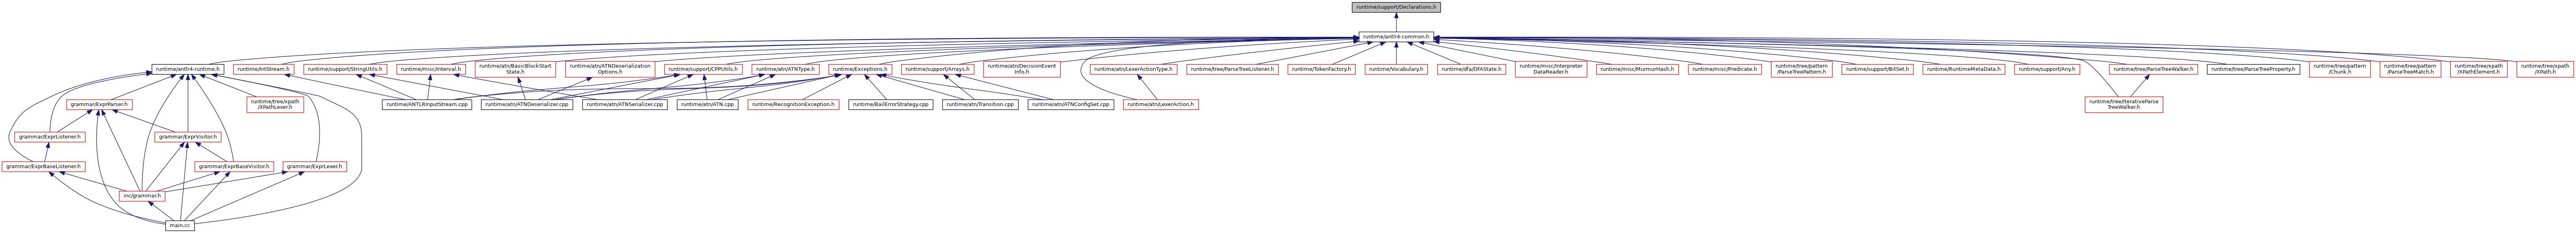 runtime/support/Declarations.h
runtime/antlr4-common.h
runtime/antlr4-runtime.h
runtime/IntStream.h
runtime/support/StringUtils.h
runtime/misc/Interval.h
runtime/atn/BasicBlockStart
State.h
runtime/atn/ATNDeserialization
Options.h
runtime/support/CPPUtils.h
runtime/atn/ATNType.h
runtime/Exceptions.h
runtime/support/Arrays.h
runtime/atn/DecisionEvent
Info.h
runtime/atn/LexerActionType.h
runtime/tree/ParseTreeListener.h
runtime/TokenFactory.h
runtime/Vocabulary.h
runtime/dfa/DFAState.h
runtime/misc/Interpreter
DataReader.h
runtime/misc/MurmurHash.h
runtime/misc/Predicate.h
runtime/tree/pattern
/ParseTreePattern.h
runtime/support/BitSet.h
runtime/RuntimeMetaData.h
runtime/support/Any.h
runtime/tree/ParseTreeWalker.h
runtime/tree/ParseTreeProperty.h
runtime/tree/pattern
/Chunk.h
runtime/tree/pattern
/ParseTreeMatch.h
runtime/tree/xpath
/XPathElement.h
runtime/tree/xpath
/XPath.h
grammar/ExprParser.h
runtime/tree/xpath
/XPathLexer.h
runtime/ANTLRInputStream.cpp
runtime/atn/ATNDeserializer.cpp
runtime/atn/ATNSerializer.cpp
runtime/atn/ATN.cpp
runtime/RecognitionException.h
runtime/BailErrorStrategy.cpp
runtime/atn/Transition.cpp
runtime/atn/ATNConfigSet.cpp
runtime/atn/LexerAction.h
runtime/tree/IterativeParse
TreeWalker.h
grammar/ExprListener.h
grammar/ExprVisitor.h
grammar/ExprBaseListener.h
grammar/ExprBaseVisitor.h
grammar/ExprLexer.h
inc/grammar.h
main.cc